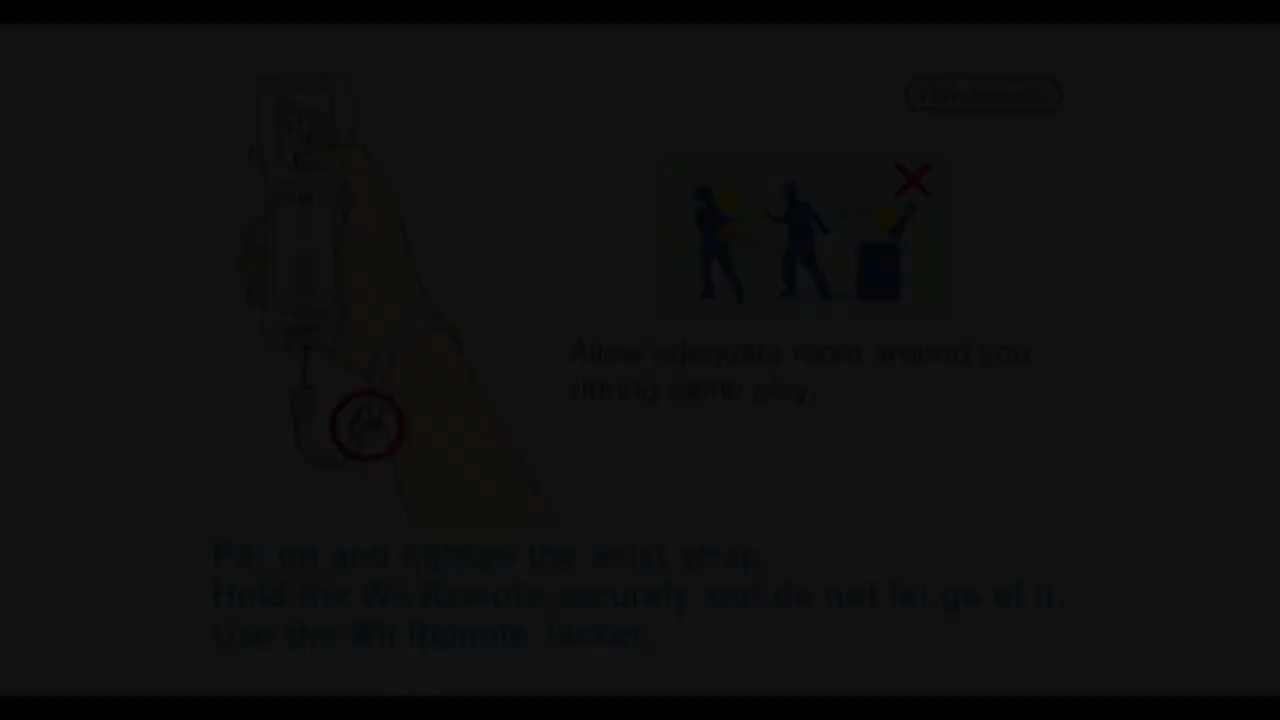 Allow adequate room around you
during game play.
Put on and tighten the wrist strap.
Hold the Wii Remote securely and do not let go of it.
Use the Wii Remote Jacket.